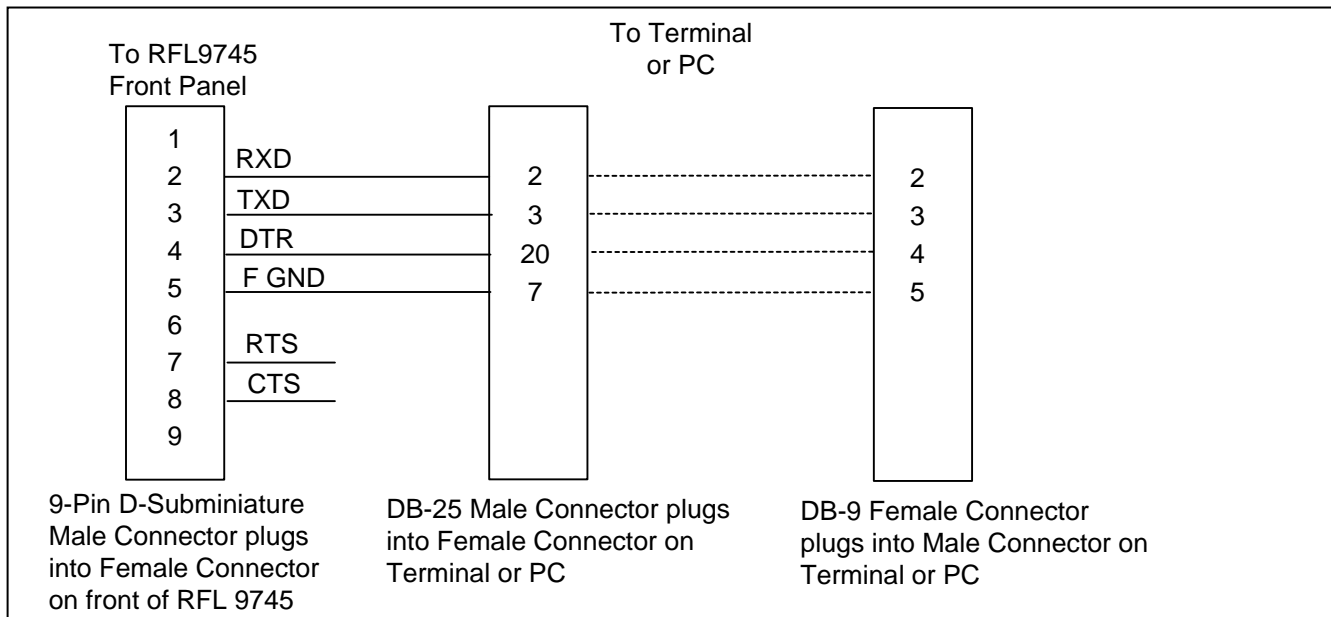 To RFL9745
Front Panel
To Terminal
or PC
1
2
3
4
5
6
7
8
9
RXD
TXD
DTR
F GND
RTS
CTS
2
3
20
7
2
3
4
5
9-Pin D-Subminiature
Male Connector plugs
into Female Connector
on front of RFL 9745
DB-25 Male Connector plugs
into Female Connector on
Terminal or PC
DB-9 Female Connector
plugs into Male Connector on
Terminal or PC